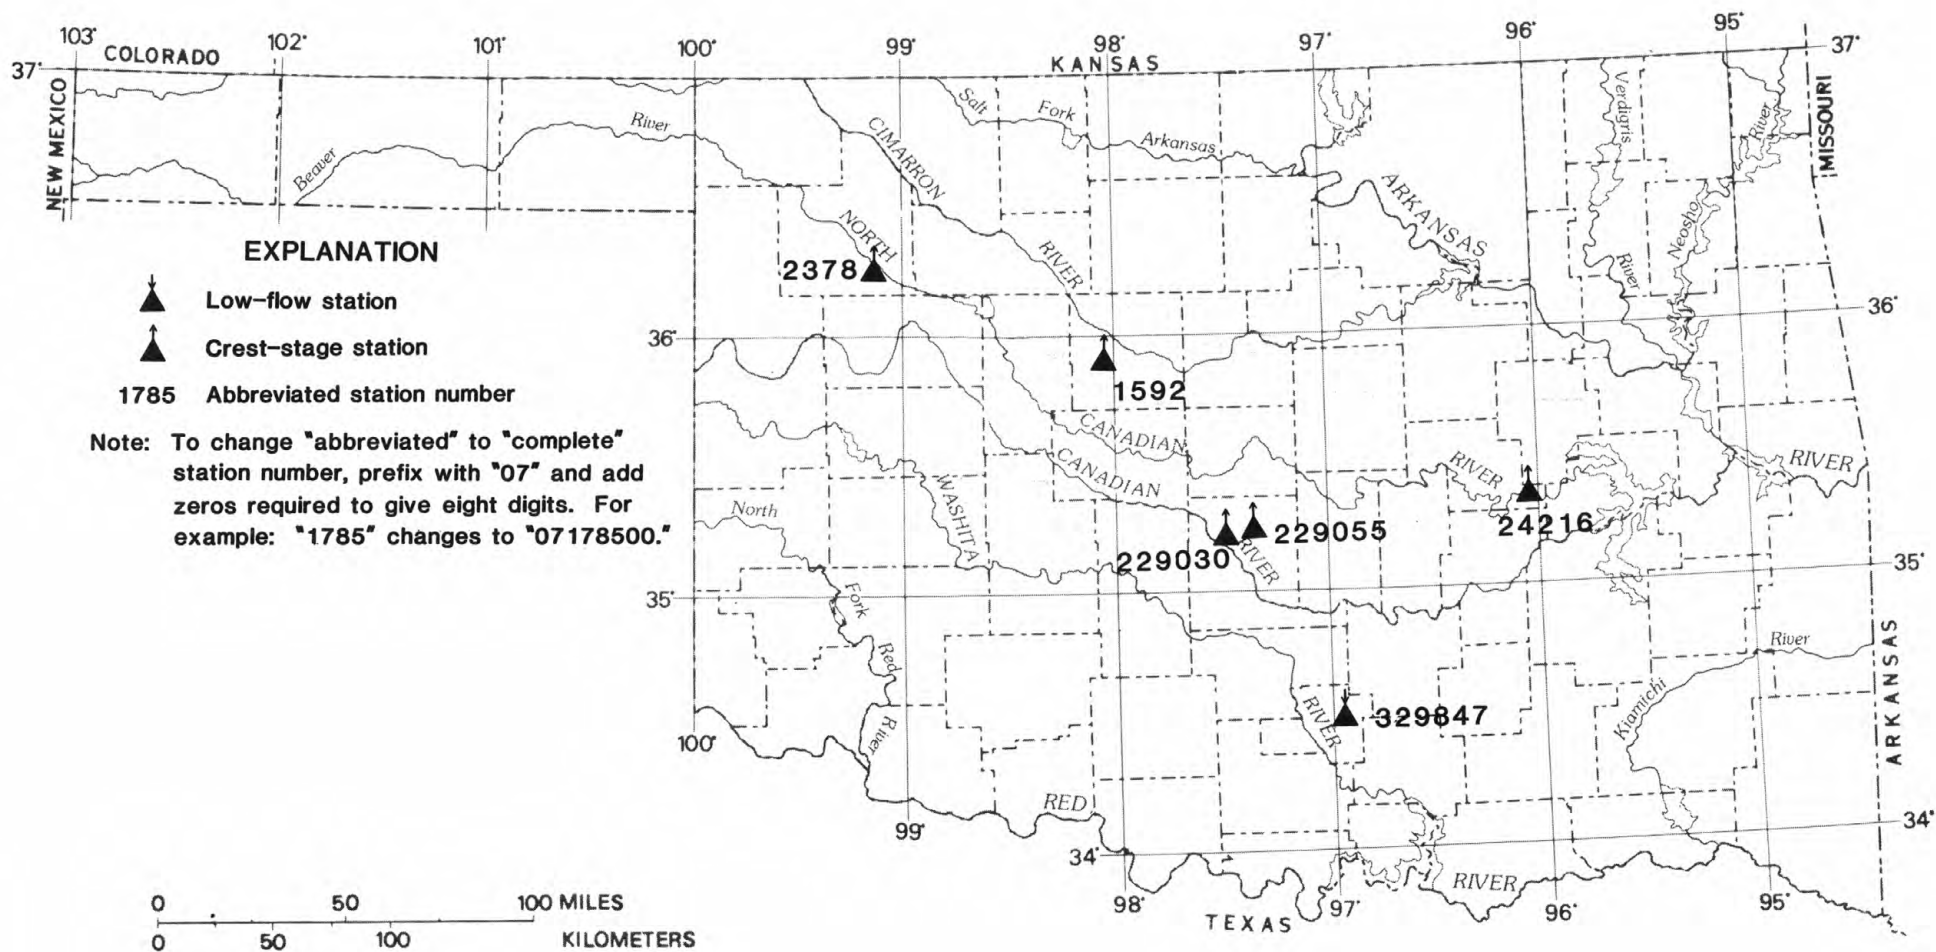 103° 102° 101° 100° 99° 98° 97° 96° 95°
COLORADO
KANSAS
37° 37°
NEW MEXICO
MISSOURI
Beaver River
Salt Fork Arkansas
CIMARRON RIVER
ARKANSAS
Verdigris River
Neosho River
NORTH
EXPLANATION
Low-flow station
Crest-stage station
1785 Abbreviated station number
Note: To change "abbreviated" to "complete"
station number, prefix with "07" and add
zeros required to give eight digits. For
example: "1785" changes to "07178500."
2378
36° 36°
1592
CANADIAN RIVER
CANADIAN RIVER
RIVER
WASHITA RIVER
North Fork Red River
229030
229055
24216
35° 35°
329847
Kiamichi River
ARKANSAS
100°
99°
RED RIVER
34° 34°
98° 97° 96° 95°
TEXAS
0 50 100 MILES
0 50 100 KILOMETERS